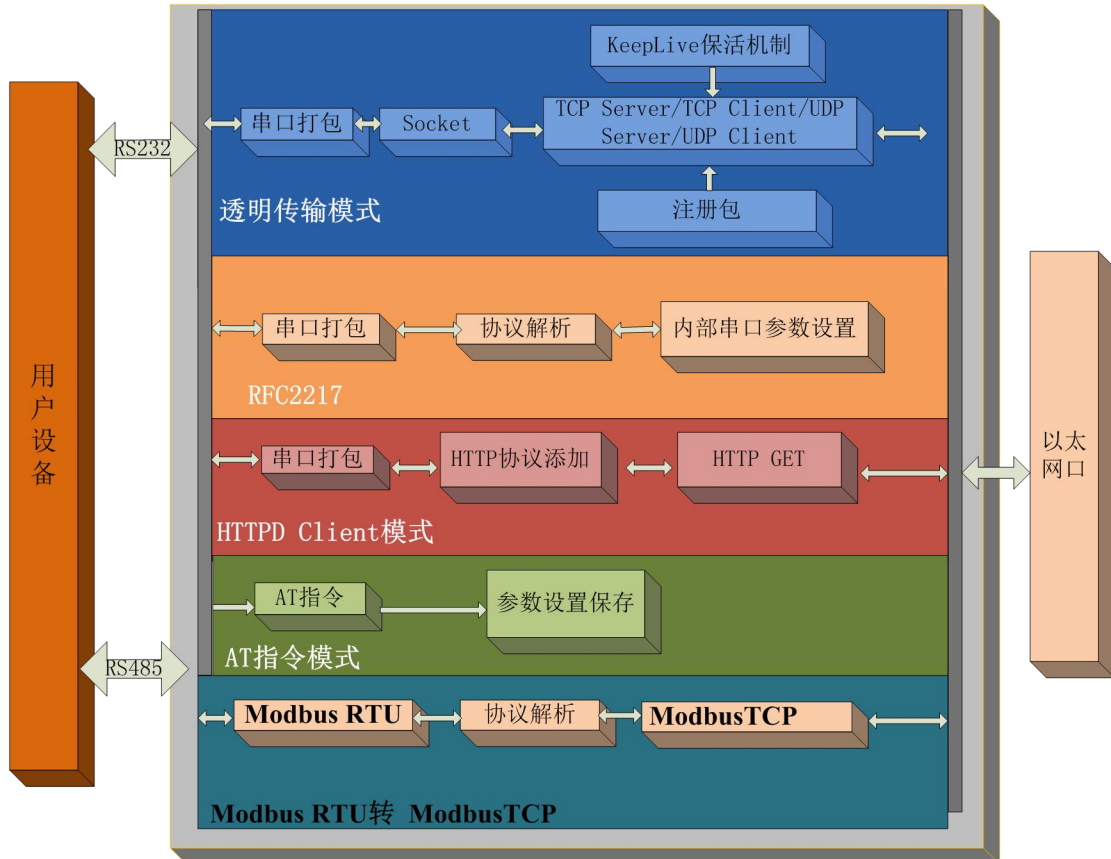 KeepLive保活机制
串口打包
Socket
TCP Server/TCP Client/UDP
Server/UDP Client
RS232
透明传输模式
注册包
串口打包
协议解析
内部串口参数设置
RFC2217
用
户
设
备
串口打包
HTTP协议添加
HTTP GET
以太
网口
HTTPD Client模式
AT指令
参数设置保存
AT指令模式
RS485
Modbus RTU
协议解析
ModbusTCP
Modbus RTU转 ModbusTCP